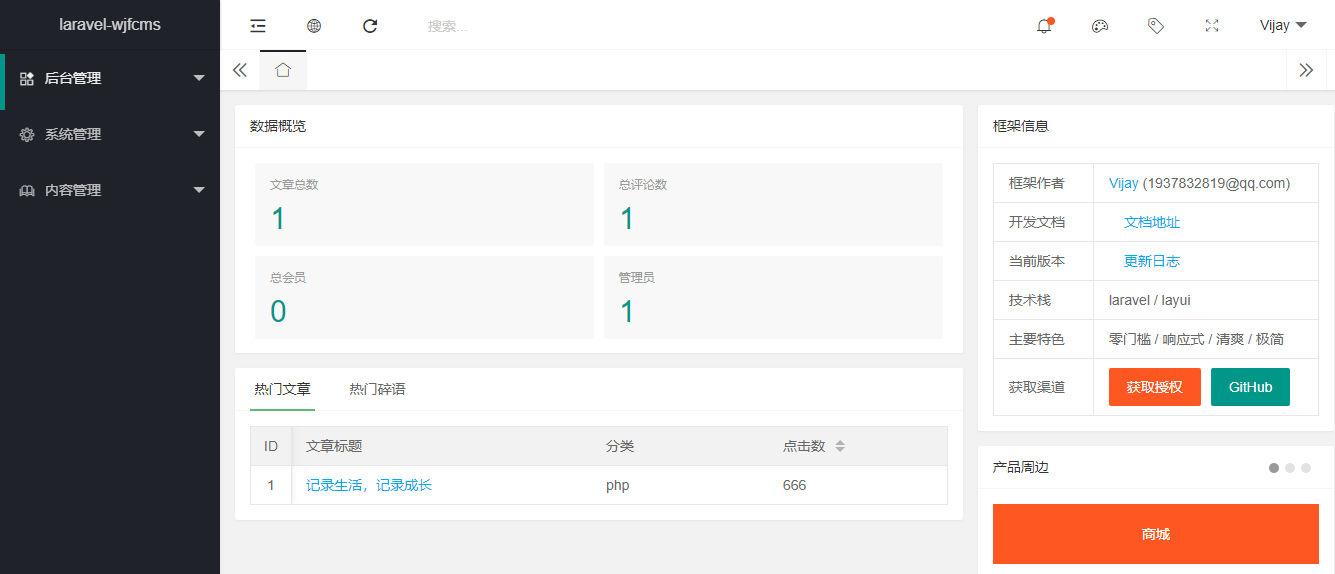 laravel-wjfcms
搜索...
Vijay
后台管理
系统管理
内容管理
数据概览
文章总数
1
总评论数
1
总会员
0
管理员
1
热门文章 热门碎语
ID 文章标题 分类 点击数
1 记录生活，记录成长 php 666
框架信息
框架作者 Vijay (1937832819@qq.com)
开发文档 文档地址
当前版本 更新日志
技术栈 laravel / layui
主要特色 零门槛 / 响应式 / 清爽 / 极简
获取渠道 获取授权 GitHub
产品周边
商城